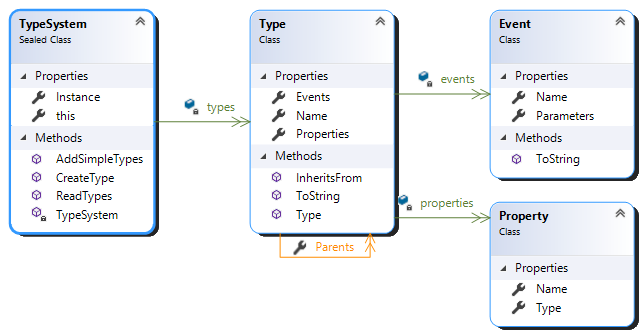 TypeSystem
Sealed Class
Properties
Instance
this
Methods
AddSimpleTypes
CreateType
ReadTypes
TypeSystem
types
Type
Class
Properties
Events
Name
Properties
Methods
InheritsFrom
ToString
Type
Parents
events
properties
Event
Class
Properties
Name
Parameters
Methods
ToString
Property
Class
Properties
Name
Type